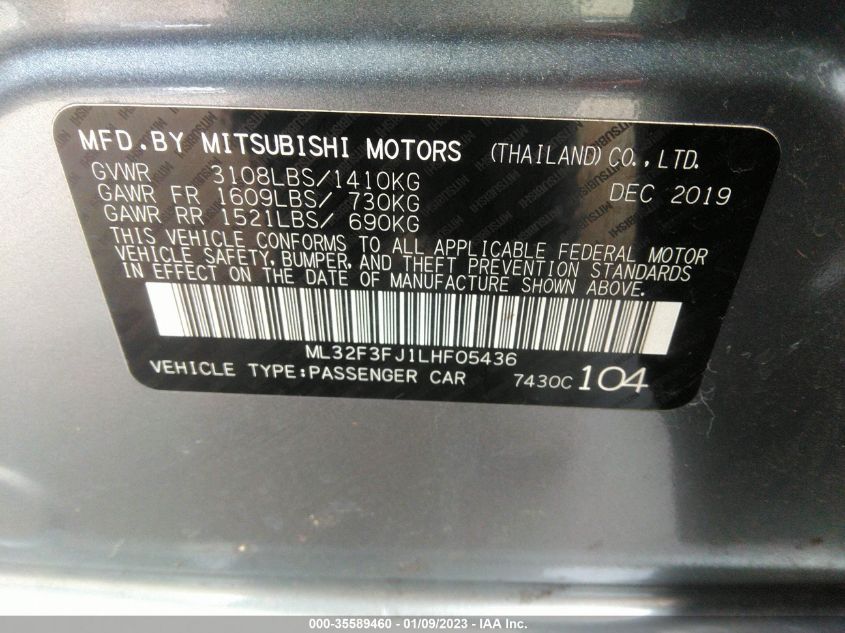 MFD.BY MITSUBISHI MOTORS (THAILAND)CO.,LTD.
GVWR 3108LBS/1410KG DEC 2019
GAWR FR 1609LBS/ 730KG
GAWR RR 1521LBS/ 690KG
THIS VEHICLE CONFORMS TO ALL APPLICABLE FEDERAL MOTOR
VEHICLE SAFETY, BUMPER, AND THEFT PREVENTION STANDARDS
IN EFFECT ON THE DATE OF MANUFACTURE SHOWN ABOVE.
ML32F3FJ1LHF05436
VEHICLE TYPE:PASSENGER CAR 7430C 104
000-35589460 - 01/09/2023 - IAA Inc.